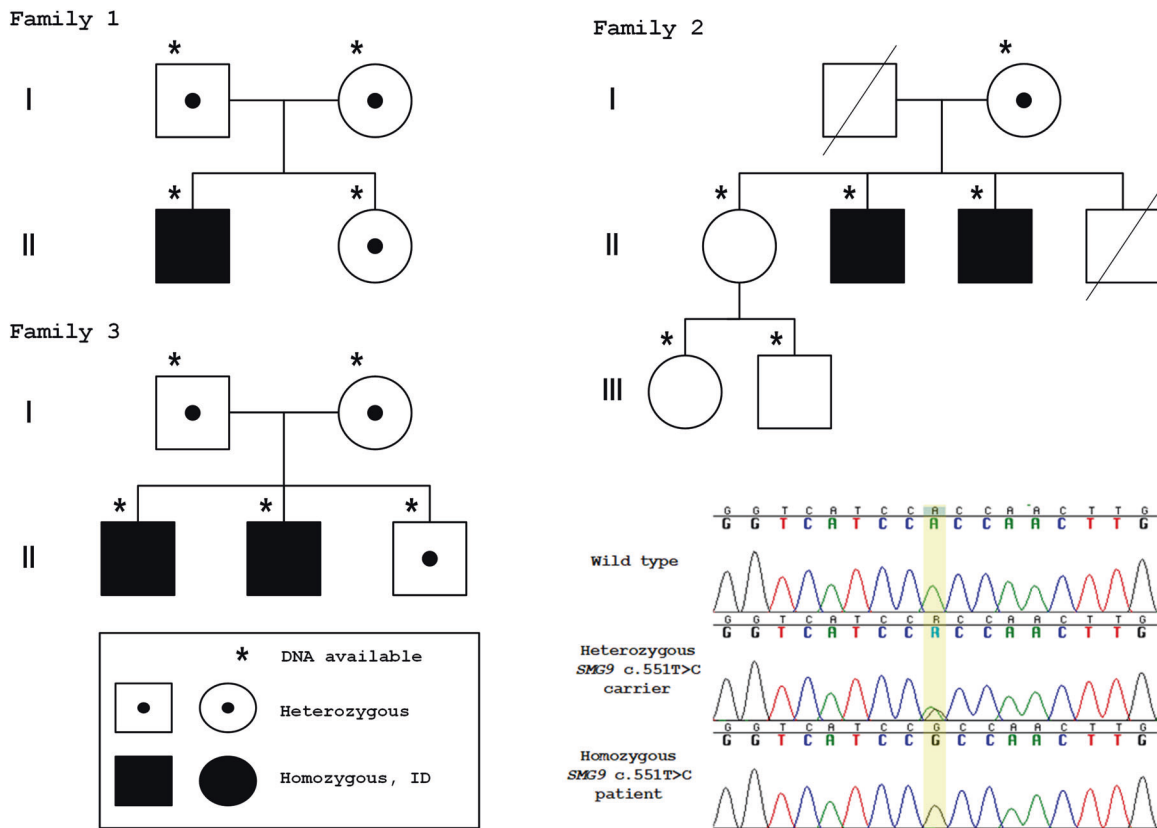 Family 1
*
*
I
*
*
II
Family 2
*
I
*
*
*
II
*
*
III
Family 3
*
*
I
*
*
*
II
* DNA available
Heterozygous
Homozygous, ID
G G T C A T C C A C C A A C T T G
G G T C A T C C A C C A A C T T G
Wild type
G G T C A T C C R C C A A C T T G
G G T C A T C C R C C A A C T T G
Heterozygous
SMG9 c.551T>C
carrier
G G T C A T C C G C C A A C T T G
G G T C A T C C G C C A A C T T G
Homozygous
SMG9 c.551T>C
patient